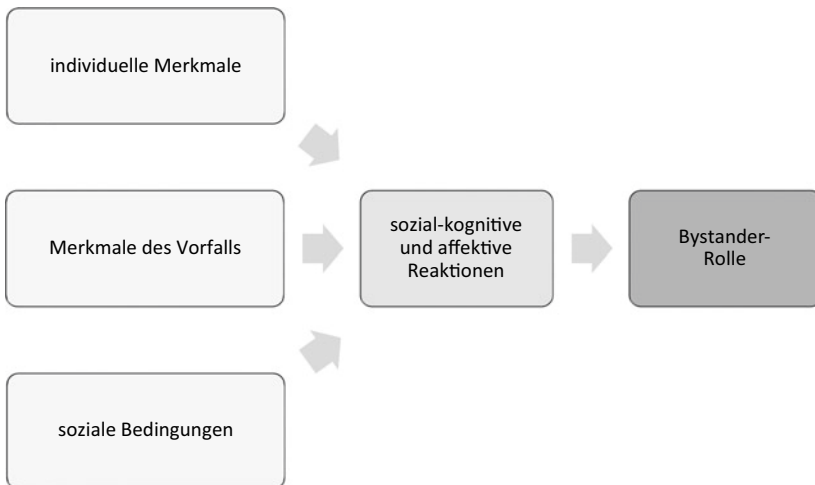 individuelle Merkmale
Merkmale des Vorfalls
soziale Bedingungen
sozial-kognitive
und affektive
Reaktionen
Bystander-
Rolle